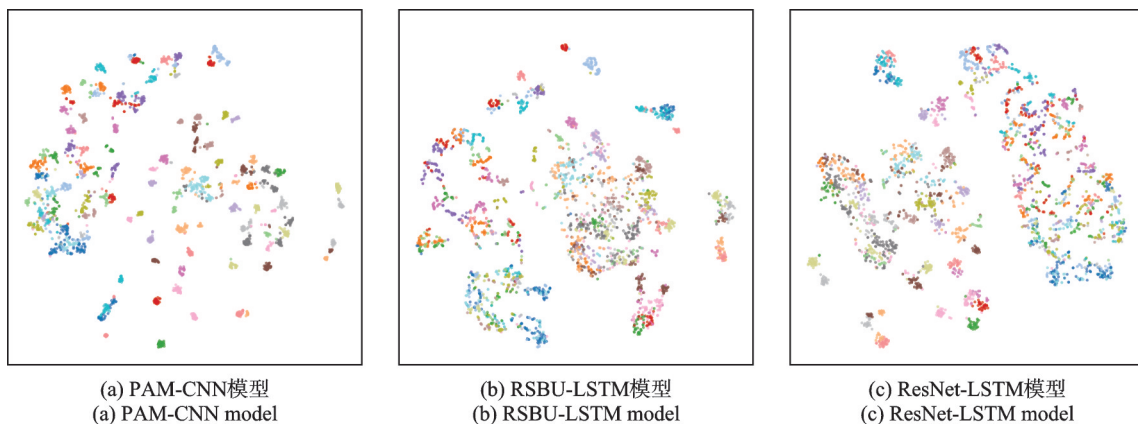 (a) PAM-CNN模型
(a) PAM-CNN model
(b) RSBU-LSTM模型
(b) RSBU-LSTM model
(c) ResNet-LSTM模型
(c) ResNet-LSTM model